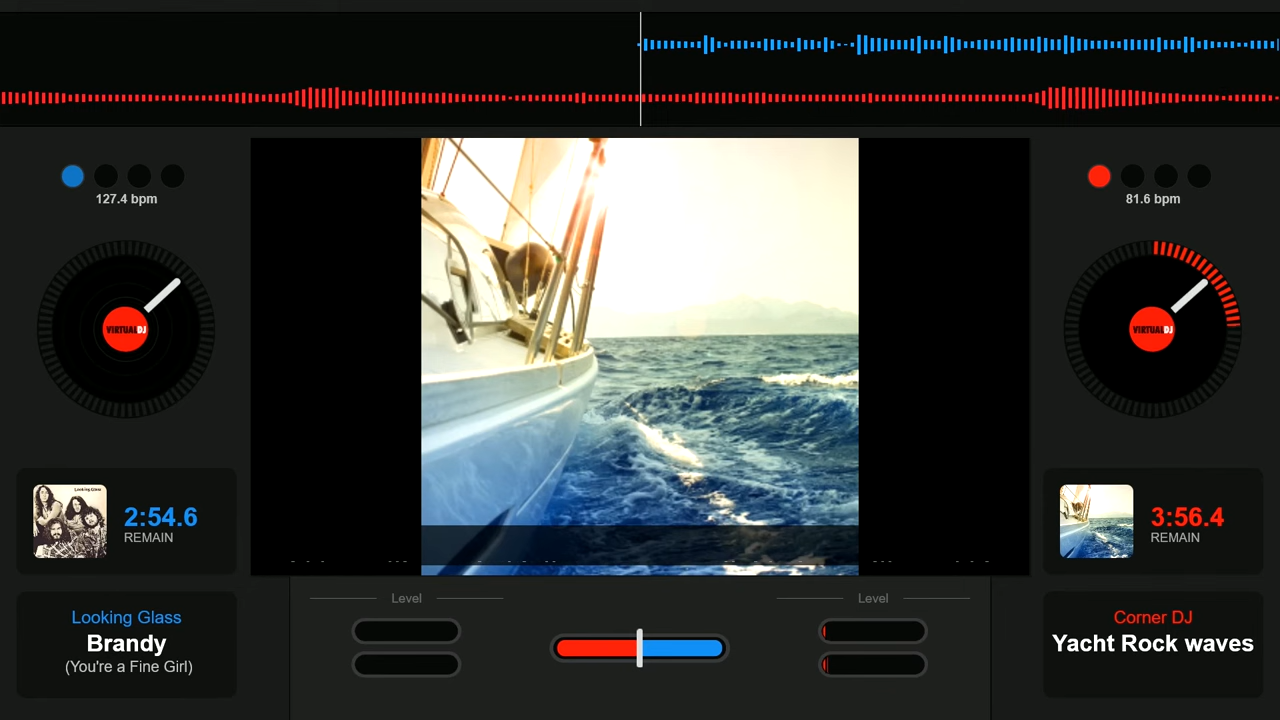 127.4 bpm
81.6 bpm
VIRTUALDJ
VIRTUALDJ
Looking Glass
2:54.6
REMAIN
3:56.4
REMAIN
Looking Glass
Brandy
(You're a Fine Girl)
Level
Level
Corner DJ
Yacht Rock waves